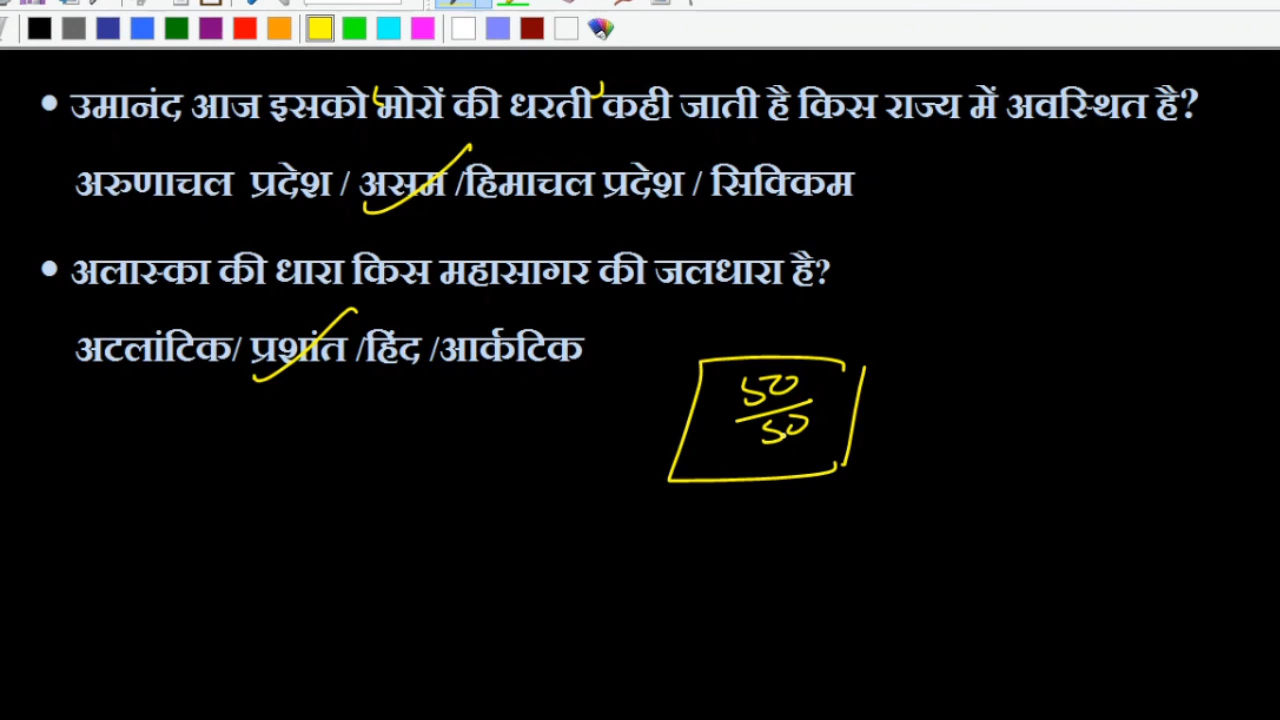 • उमानंद आज इसको 'मोरों की धरती' कही जाती है किस राज्य में अवस्थित है?
अरुणाचल प्रदेश / असम /हिमाचल प्रदेश / सिक्किम
• अलास्का की धारा किस महासागर की जलधारा है?
अटलांटिक/ प्रशांत /हिंद /आर्कटिक
50
50